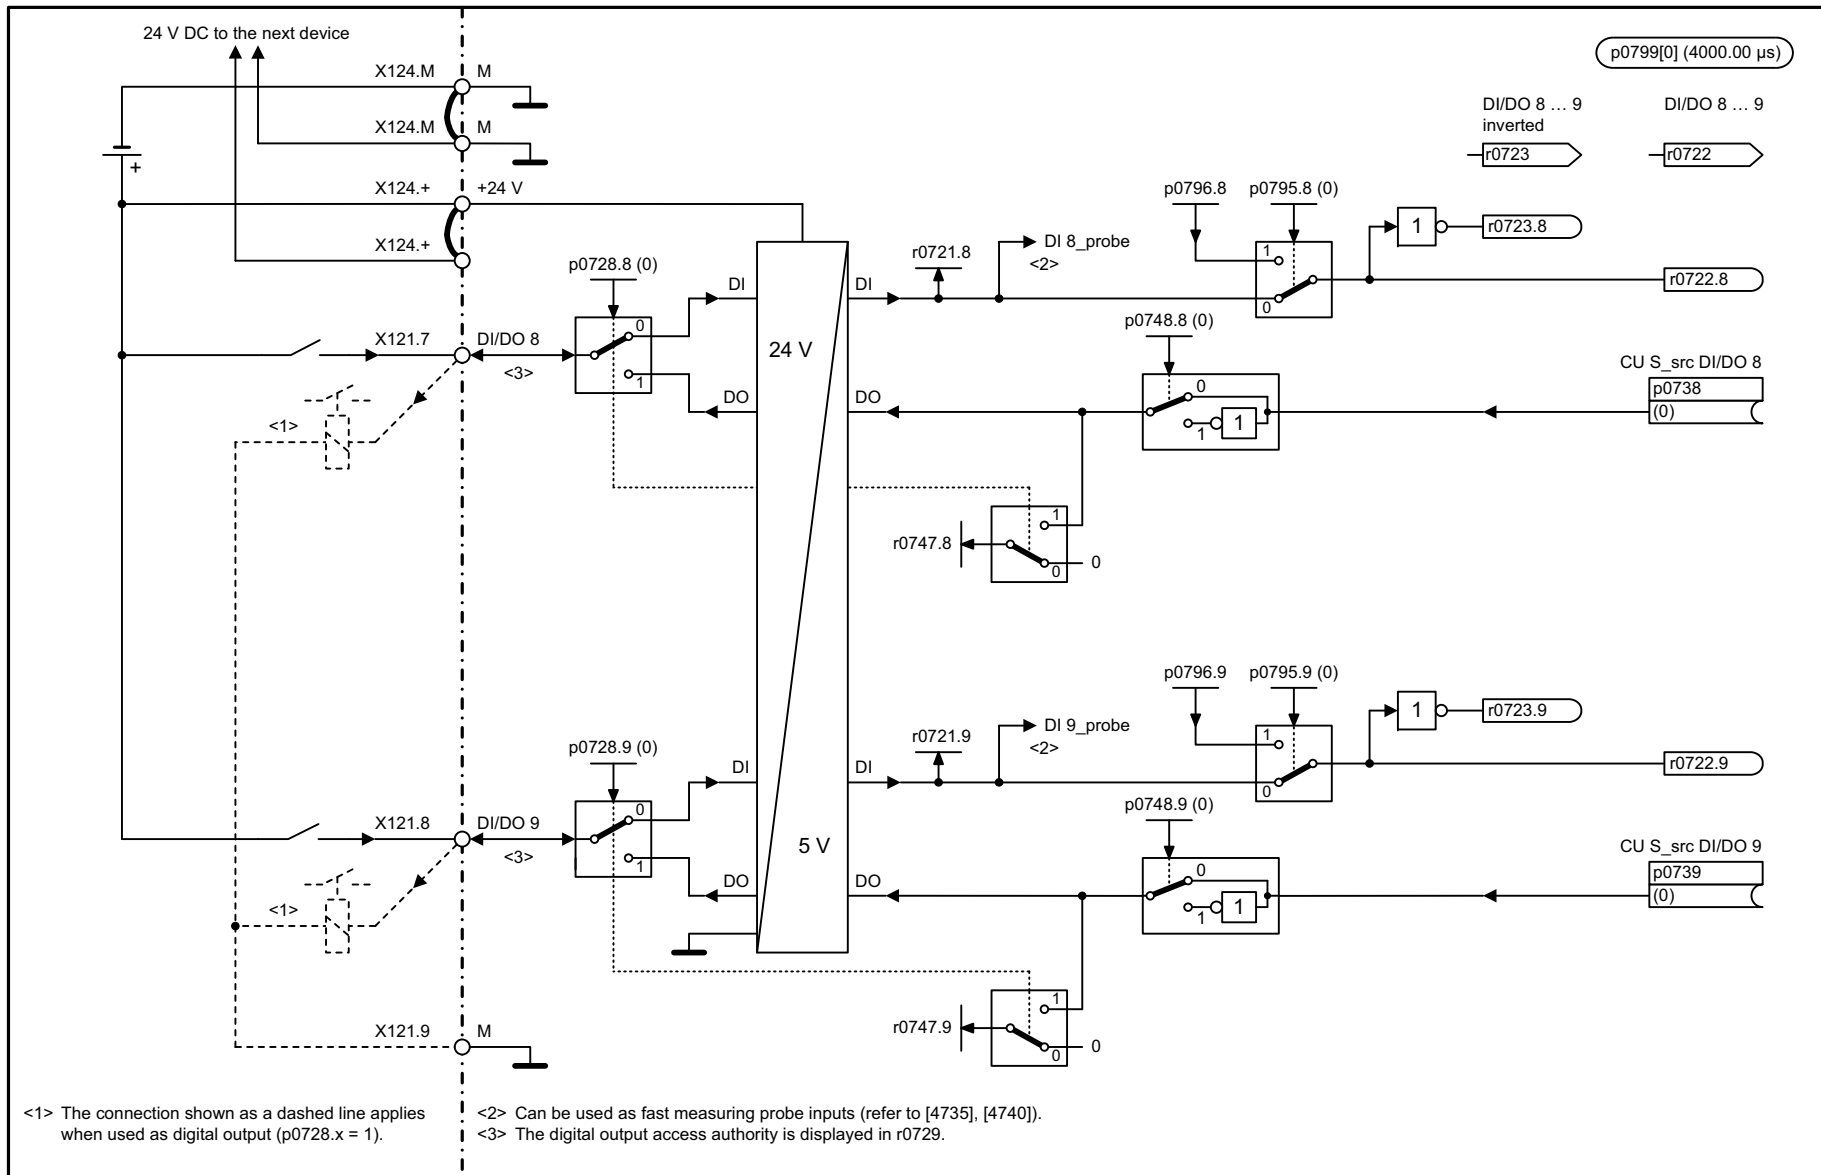 24 V DC to the next device
p0799[0] (4000.00 µs)
X124.M M
DI/DO 8 … 9
inverted
DI/DO 8 … 9
X124.M M
r0723
r0722
+
X124.+ +24 V
p0796.8 p0795.8 (0)
1 r0723.8
X124.+
DI 8_probe
<2>
r0721.8
1
p0728.8 (0)
DI DI
r0722.8
0
p0748.8 (0)
0
X121.7 DI/DO 8
<3>
24 V
CU S_src DI/DO 8
1
0
p0738
DO DO
(0)
<1>
1 1
1
r0747.8
0 0
p0796.9 p0795.9 (0)
1 r0723.9
DI 9_probe
<2>
r0721.9
1
p0728.9 (0)
DI DI
r0722.9
0
p0748.9 (0)
0
X121.8 DI/DO 9
<3>
5 V
CU S_src DI/DO 9
1
0
p0739
DO DO
(0)
<1>
1 1
1
r0747.9
0 0
X121.9 M
<1> The connection shown as a dashed line applies
when used as digital output (p0728.x = 1).
<2> Can be used as fast measuring probe inputs (refer to [4735], [4740]).
<3> The digital output access authority is displayed in r0729.